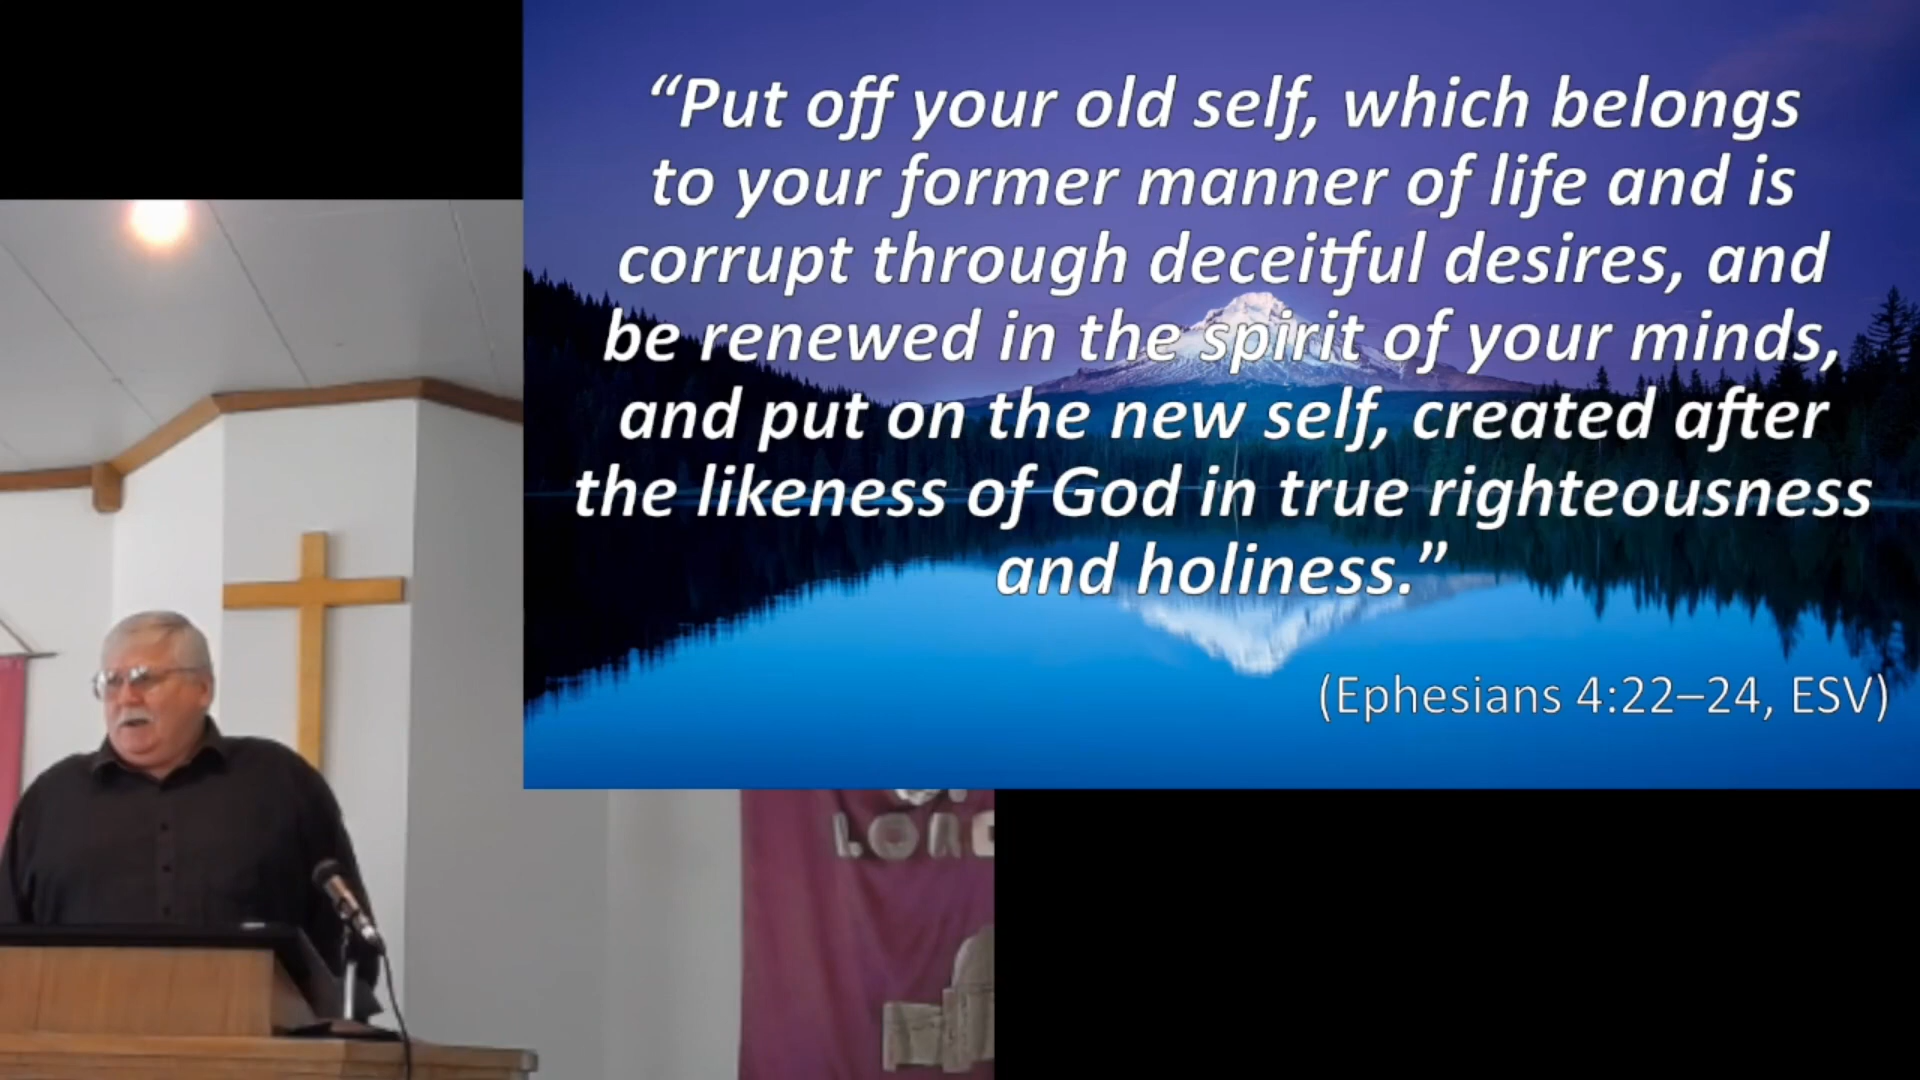 “Put off your old self, which belongs
to your former manner of life and is
corrupt through deceitful desires, and
be renewed in the spirit of your minds,
and put on the new self, created after
the likeness of God in true righteousness
and holiness.”
(Ephesians 4:22–24, ESV)